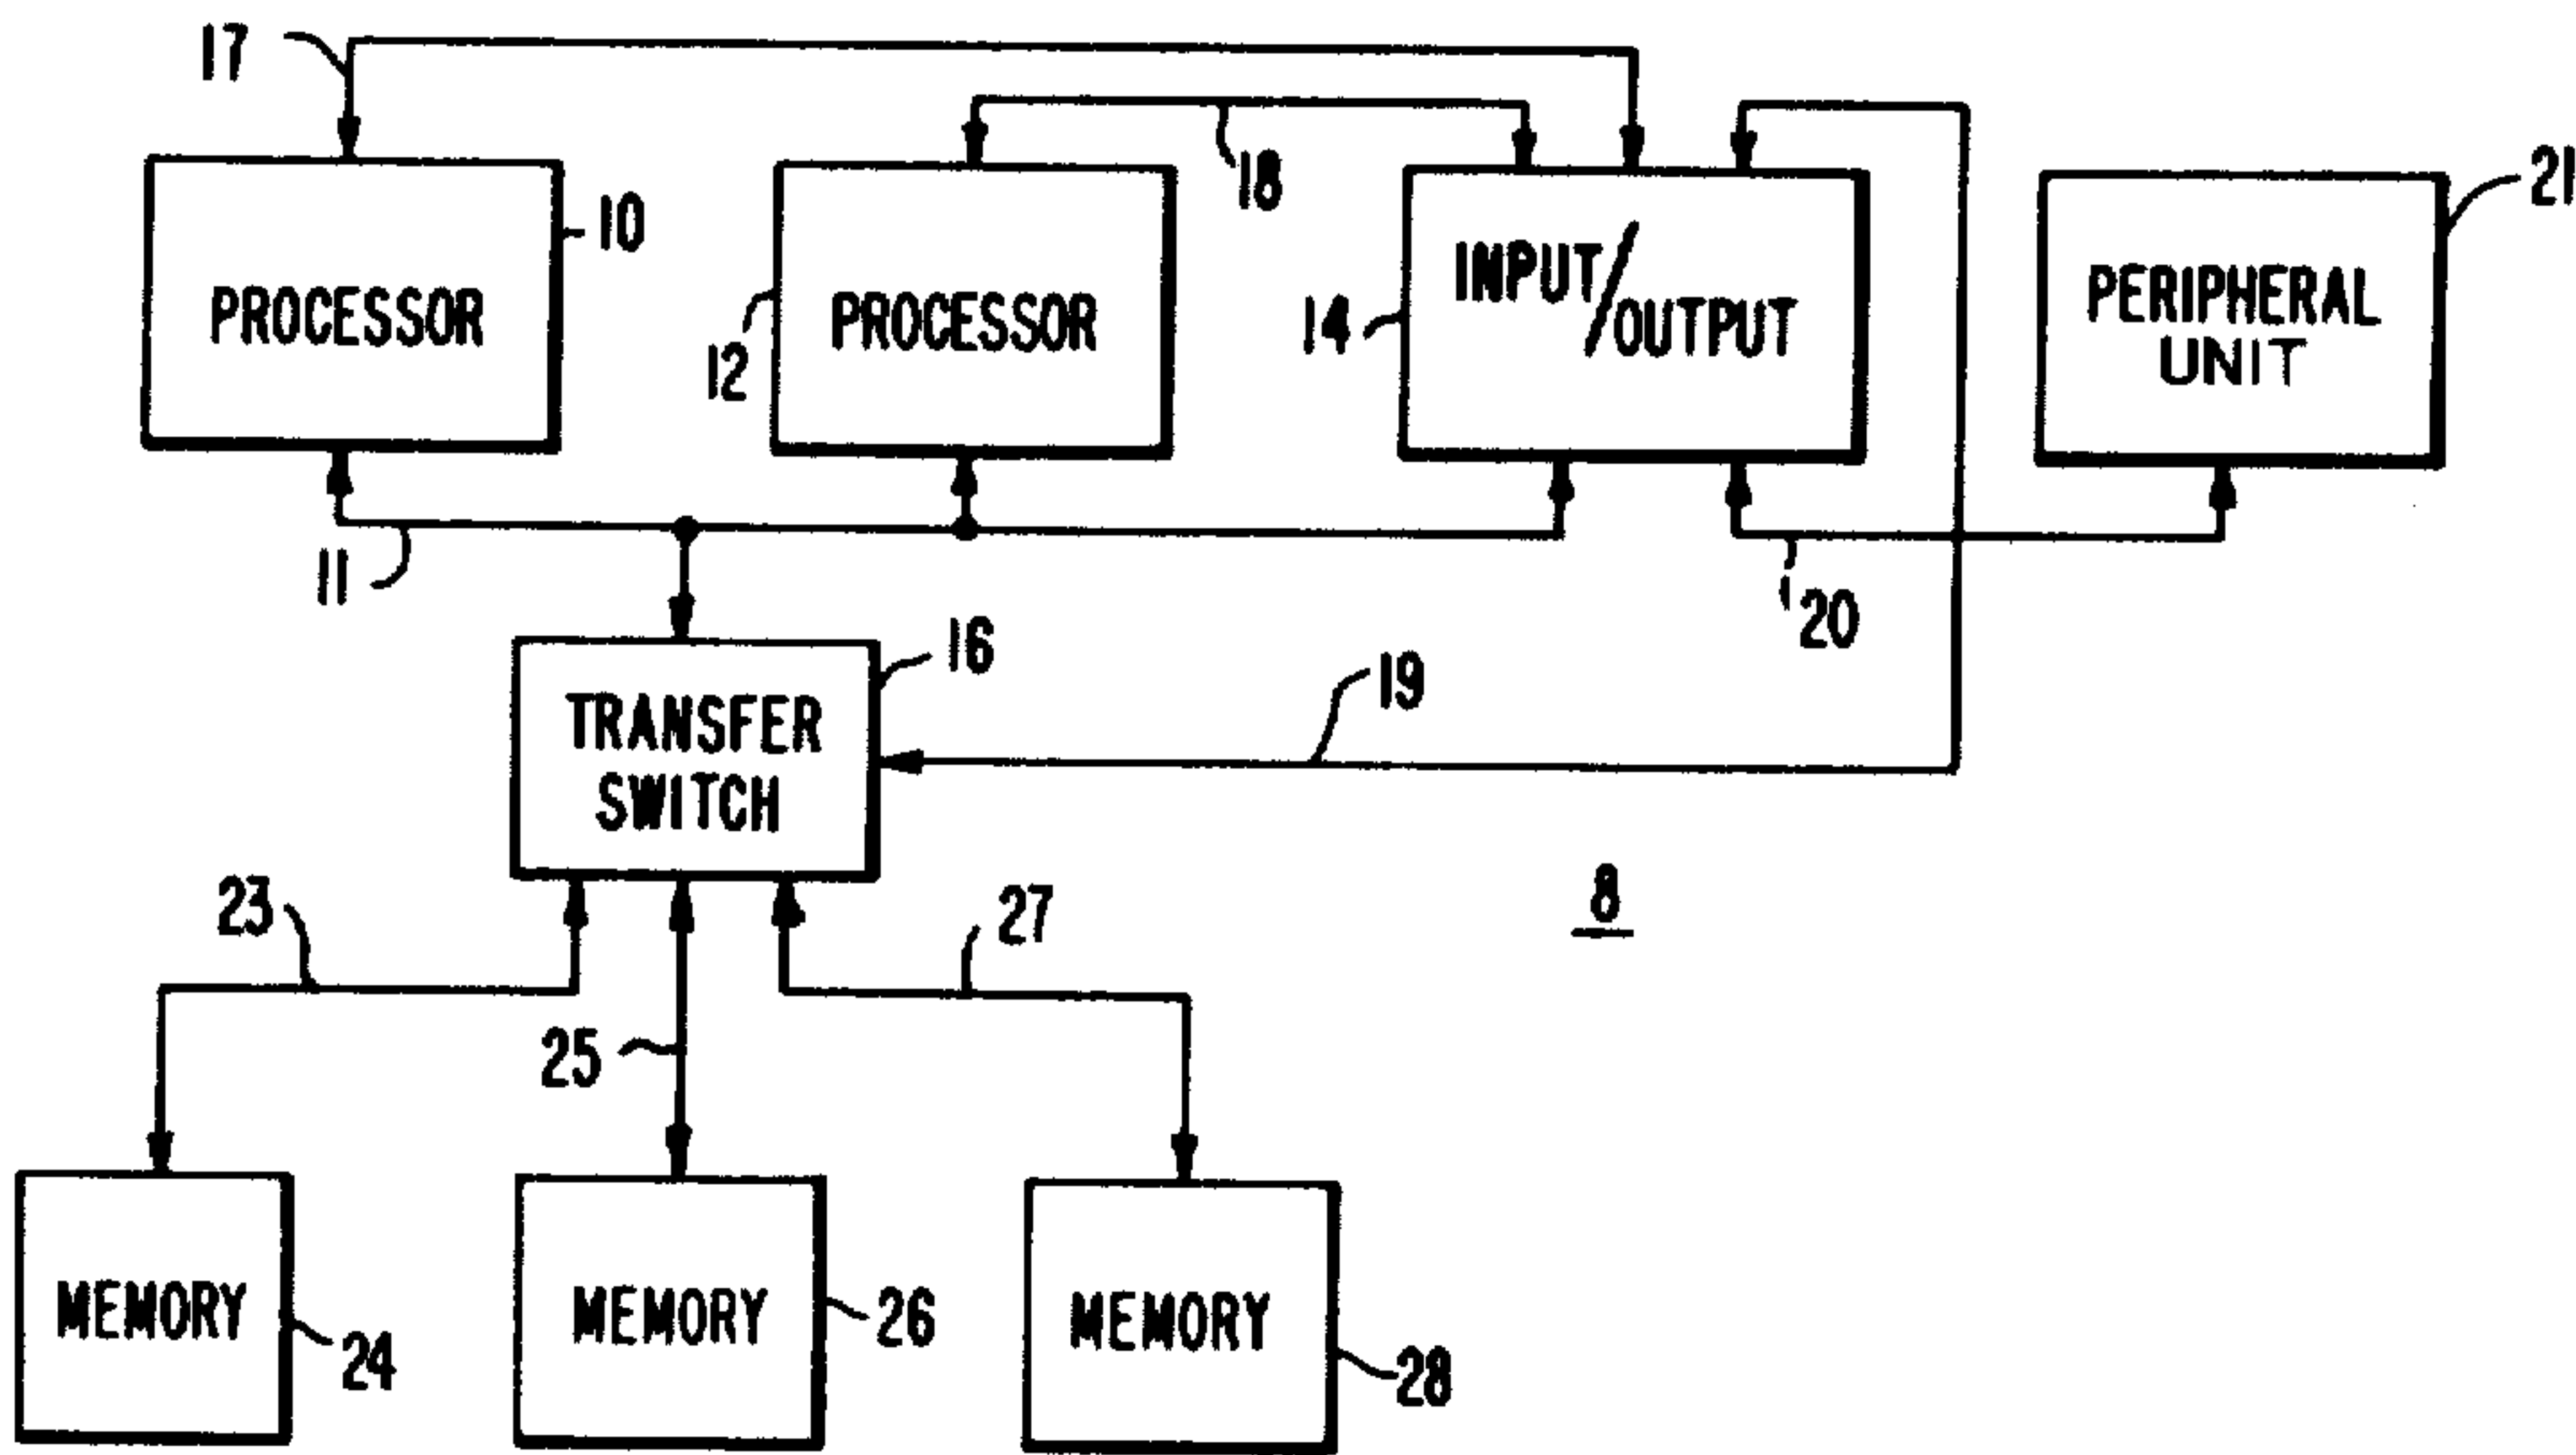 17
10
PROCESSOR
12
PROCESSOR
18
14
INPUT/OUTPUT
21
PERIPHERAL
UNIT
11
20
16
TRANSFER
SWITCH
19
8
23
25
27
MEMORY
24
MEMORY
26
MEMORY
28